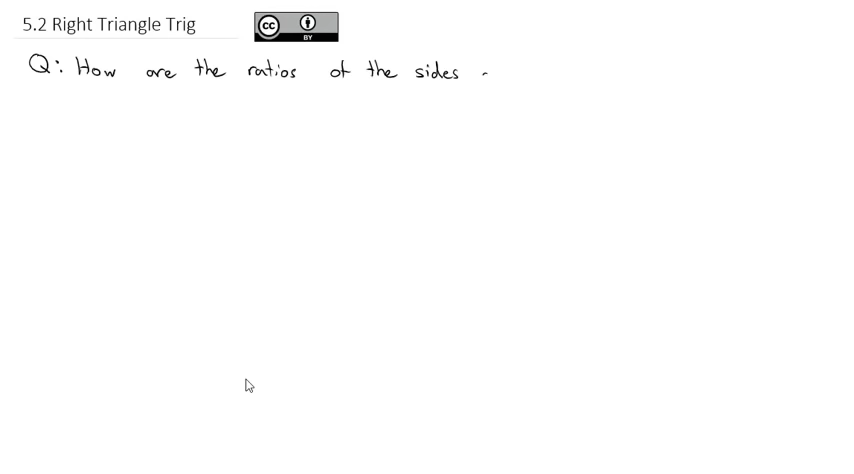 5.2 Right Triangle Trig
CC BY
Q: How are the ratios of the sides